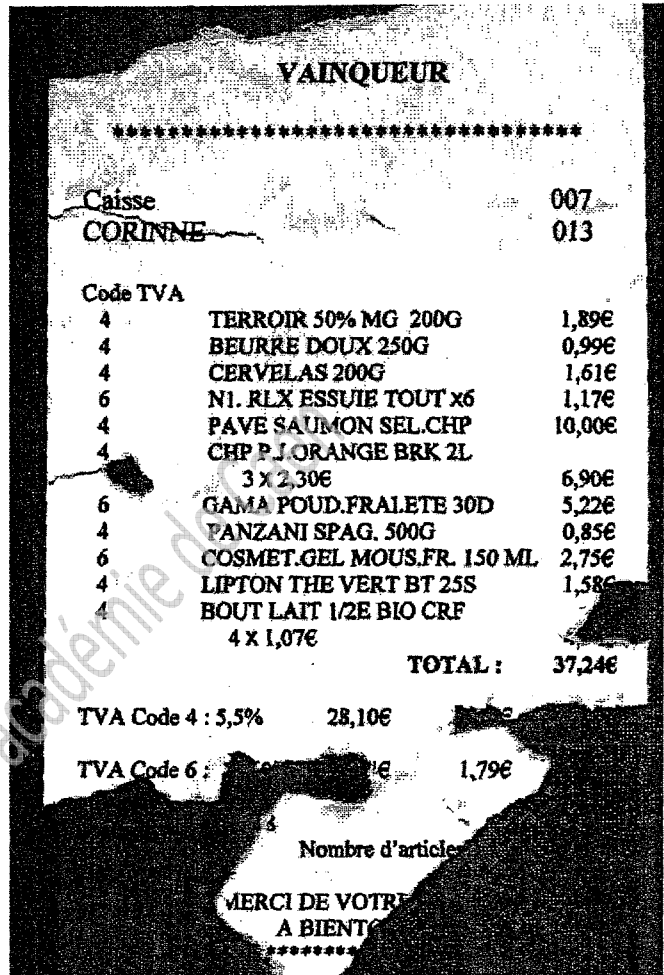 VAINQUEUR
**********************************
Caisse 007
CORINNE 013
Code TVA
4 TERROIR 50% MG 200G 1,89€
4 BEURRE DOUX 250G 0,99€
4 CERVELAS 200G 1,61€
6 N1. RLX ESSUIE TOUT x6 1,17€
4 PAVE SAUMON SEL.CHP 10,00€
4 CHP P.J.ORANGE BRK 2L
3 X 2,30€ 6,90€
6 GAMA POUD.FRALETE 30D 5,22€
4 PANZANI SPAG. 500G 0,85€
6 COSMET.GEL MOUS.FR. 150 ML 2,75€
4 LIPTON THE VERT BT 25S 1,58€
4 BOUT LAIT 1/2E BIO CRF
4 X 1,07€
TOTAL : 37,24€
TVA Code 4 : 5,5% 28,10€ €
TVA Code 6 : € 1,79€
Nombre d'article
MERCI DE VOTR
A BIENT
********
académie de Caen